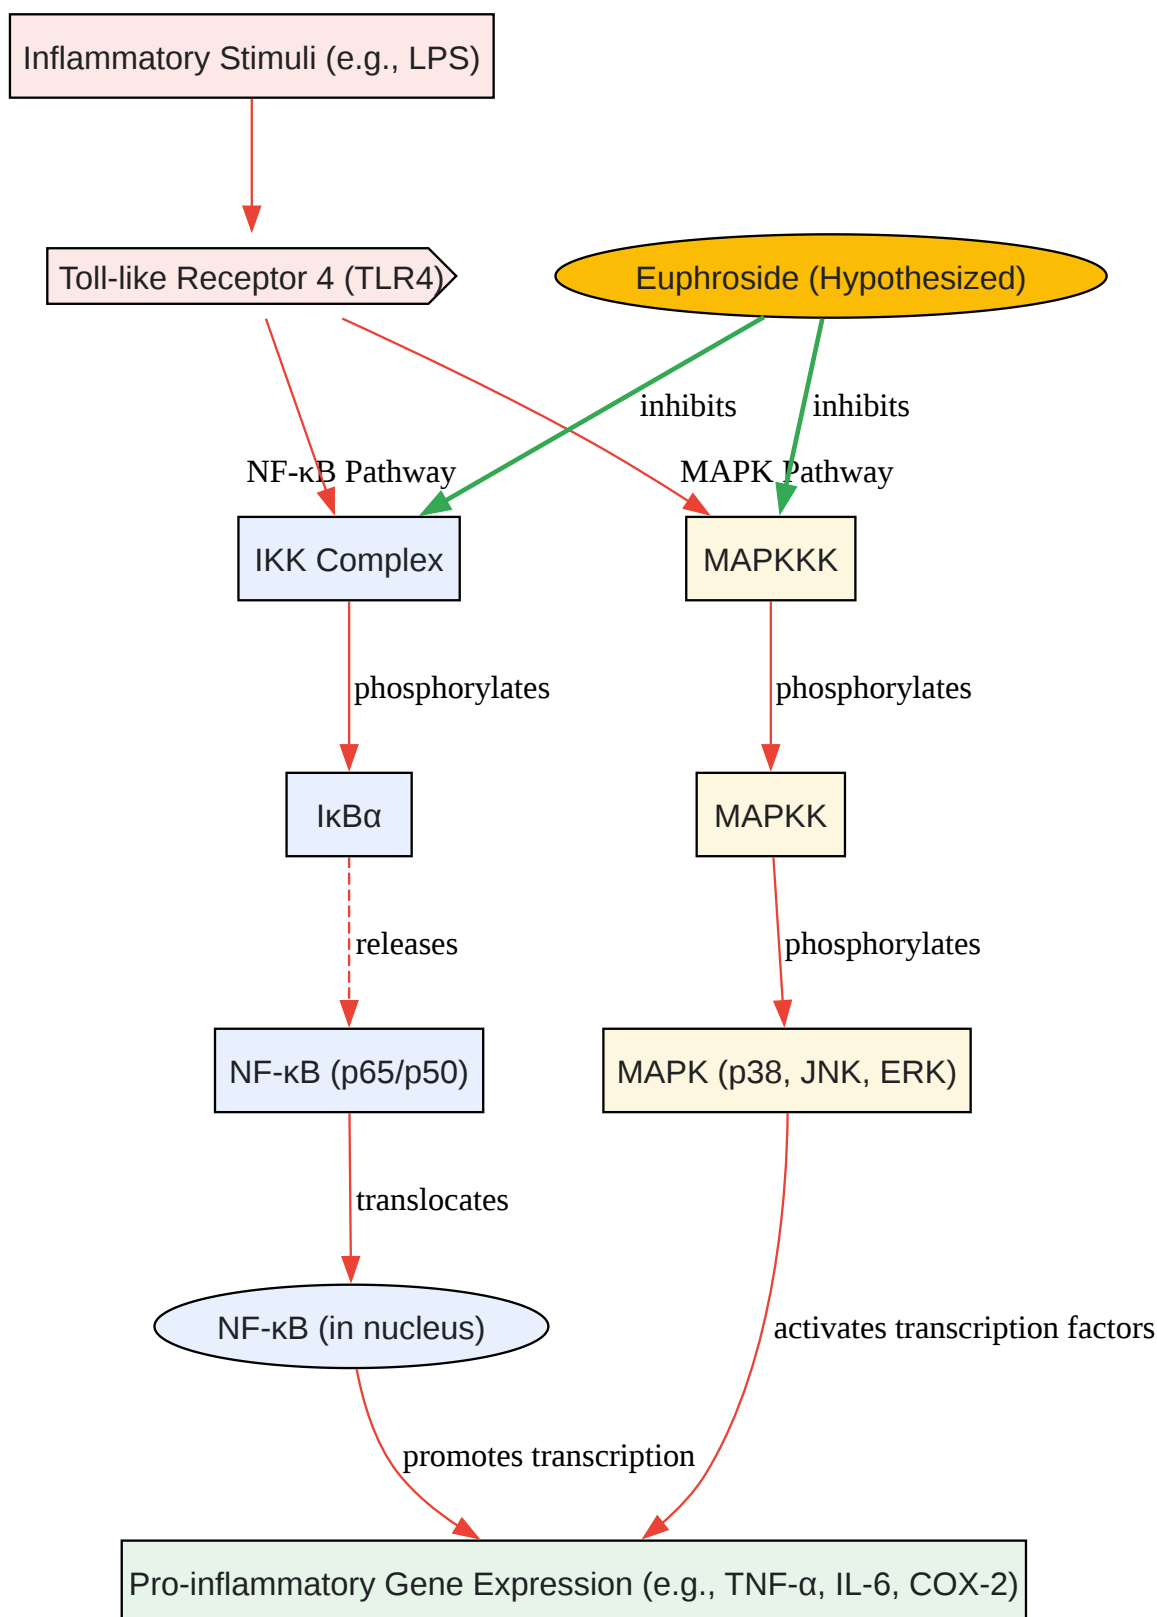 Inflammatory Stimuli (e.g., LPS)
Toll-like Receptor 4 (TLR4)
Euphroside (Hypothesized)
inhibits
inhibits
NF-κB Pathway
MAPK Pathway
IKK Complex
MAPKKK
phosphorylates
phosphorylates
IκBα
MAPKK
releases
phosphorylates
NF-κB (p65/p50)
MAPK (p38, JNK, ERK)
translocates
NF-κB (in nucleus)
activates transcription factors
promotes transcription
Pro-inflammatory Gene Expression (e.g., TNF-α, IL-6, COX-2)